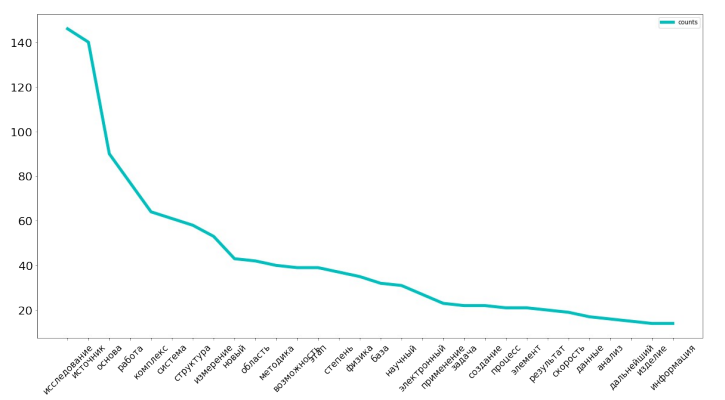 counts
140
120
100
80
60
40
20
исследование
источник
основа
работа
комплекс
система
структура
измерение
новый
область
методика
возможность
этап
степень
физика
база
научный
электронный
применение
задача
создание
процесс
элемент
результат
скорость
данные
анализ
дальнейший
изделие
информация